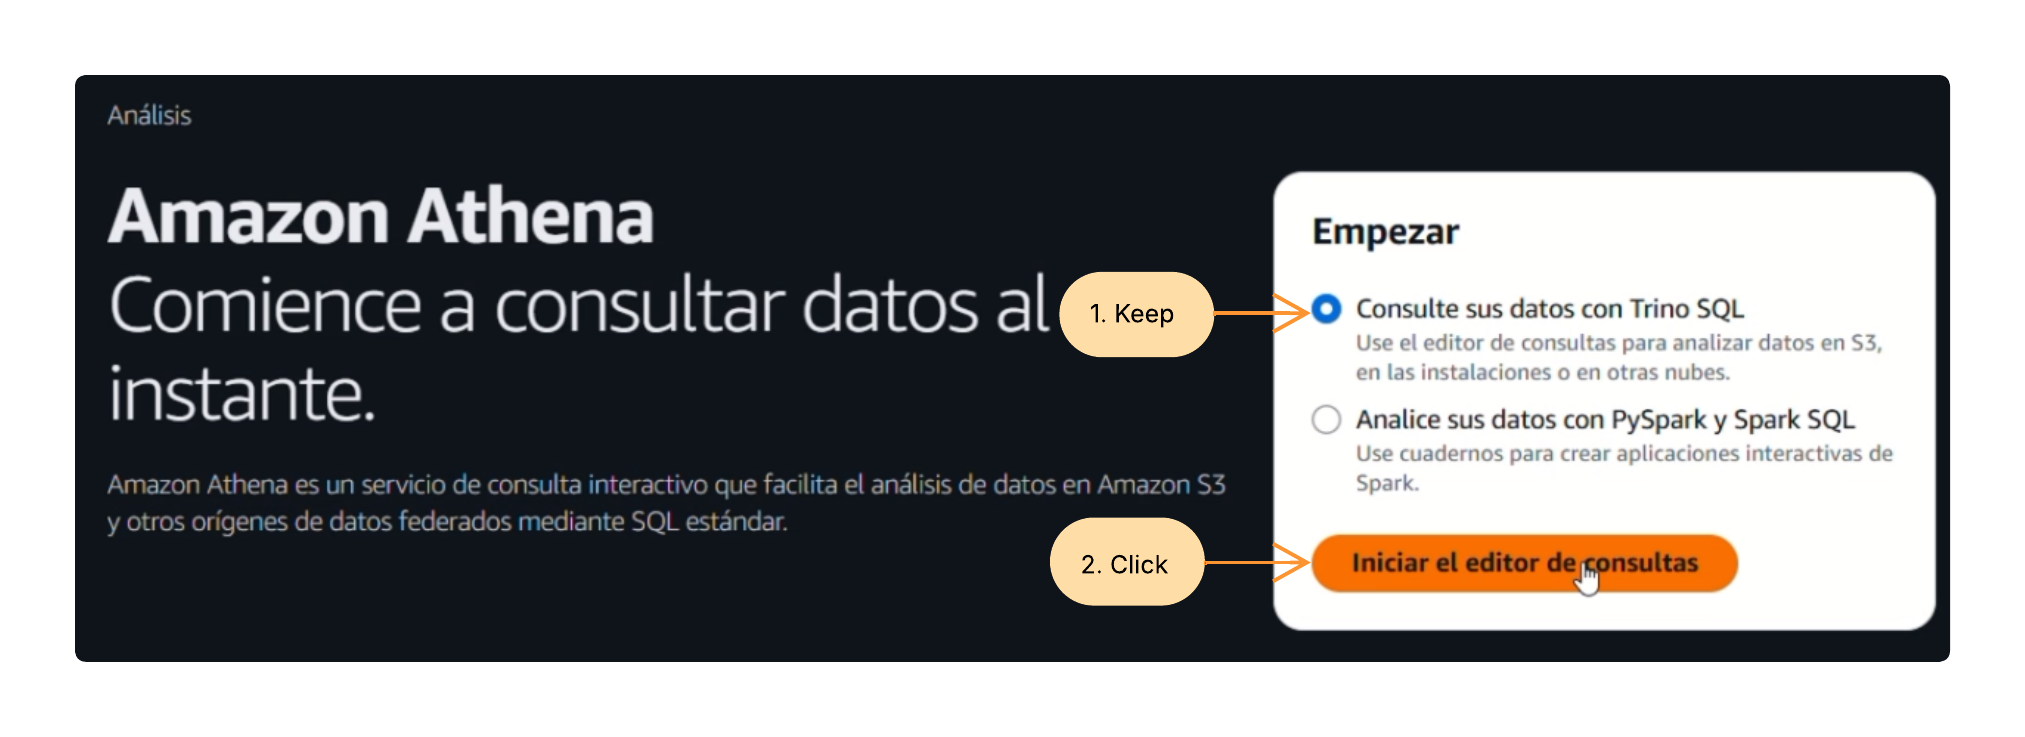 Análisis
Amazon Athena
Comience a consultar datos al
instante.
Amazon Athena es un servicio de consulta interactivo que facilita el análisis de datos en Amazon S3
y otros orígenes de datos federados mediante SQL estándar.
1. Keep
2. Click
Empezar
Consulte sus datos con Trino SQL
Use el editor de consultas para analizar datos en S3,
en las instalaciones o en otras nubes.
Analice sus datos con PySpark y Spark SQL
Use cuadernos para crear aplicaciones interactivas de
Spark.
Iniciar el editor de consultas